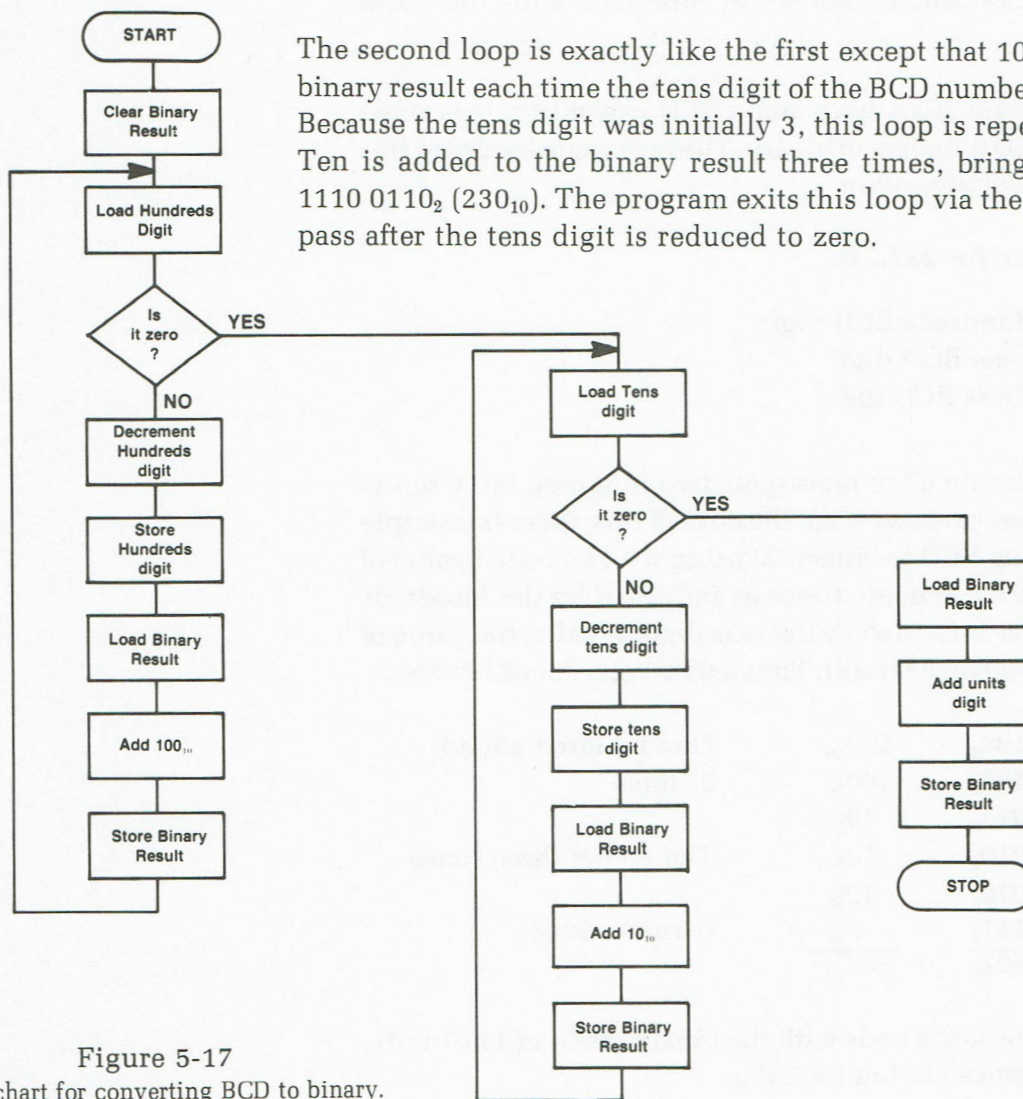 START
Clear Binary
Result
Load Hundreds
Digit
Is
it zero
?
YES
NO
Decrement
Hundreds
digit
Store
Hundreds
digit
Load Binary
Result
Add 100₁₀
Store Binary
Result
The second loop is exactly like the first except that 10
binary result each time the tens digit of the BCD numbe
Because the tens digit was initially 3, this loop is repe
Ten is added to the binary result three times, bring
1110 0110₂ (230₁₀). The program exits this loop via the
pass after the tens digit is reduced to zero.
Load Tens
digit
Is
it zero
?
YES
NO
Decrement
tens digit
Store tens
digit
Load Binary
Result
Add 10₁₀
Store Binary
Result
Load Binary
Result
Add units
digit
Store Binary
Result
STOP
Figure 5-17
chart for converting BCD to binary.